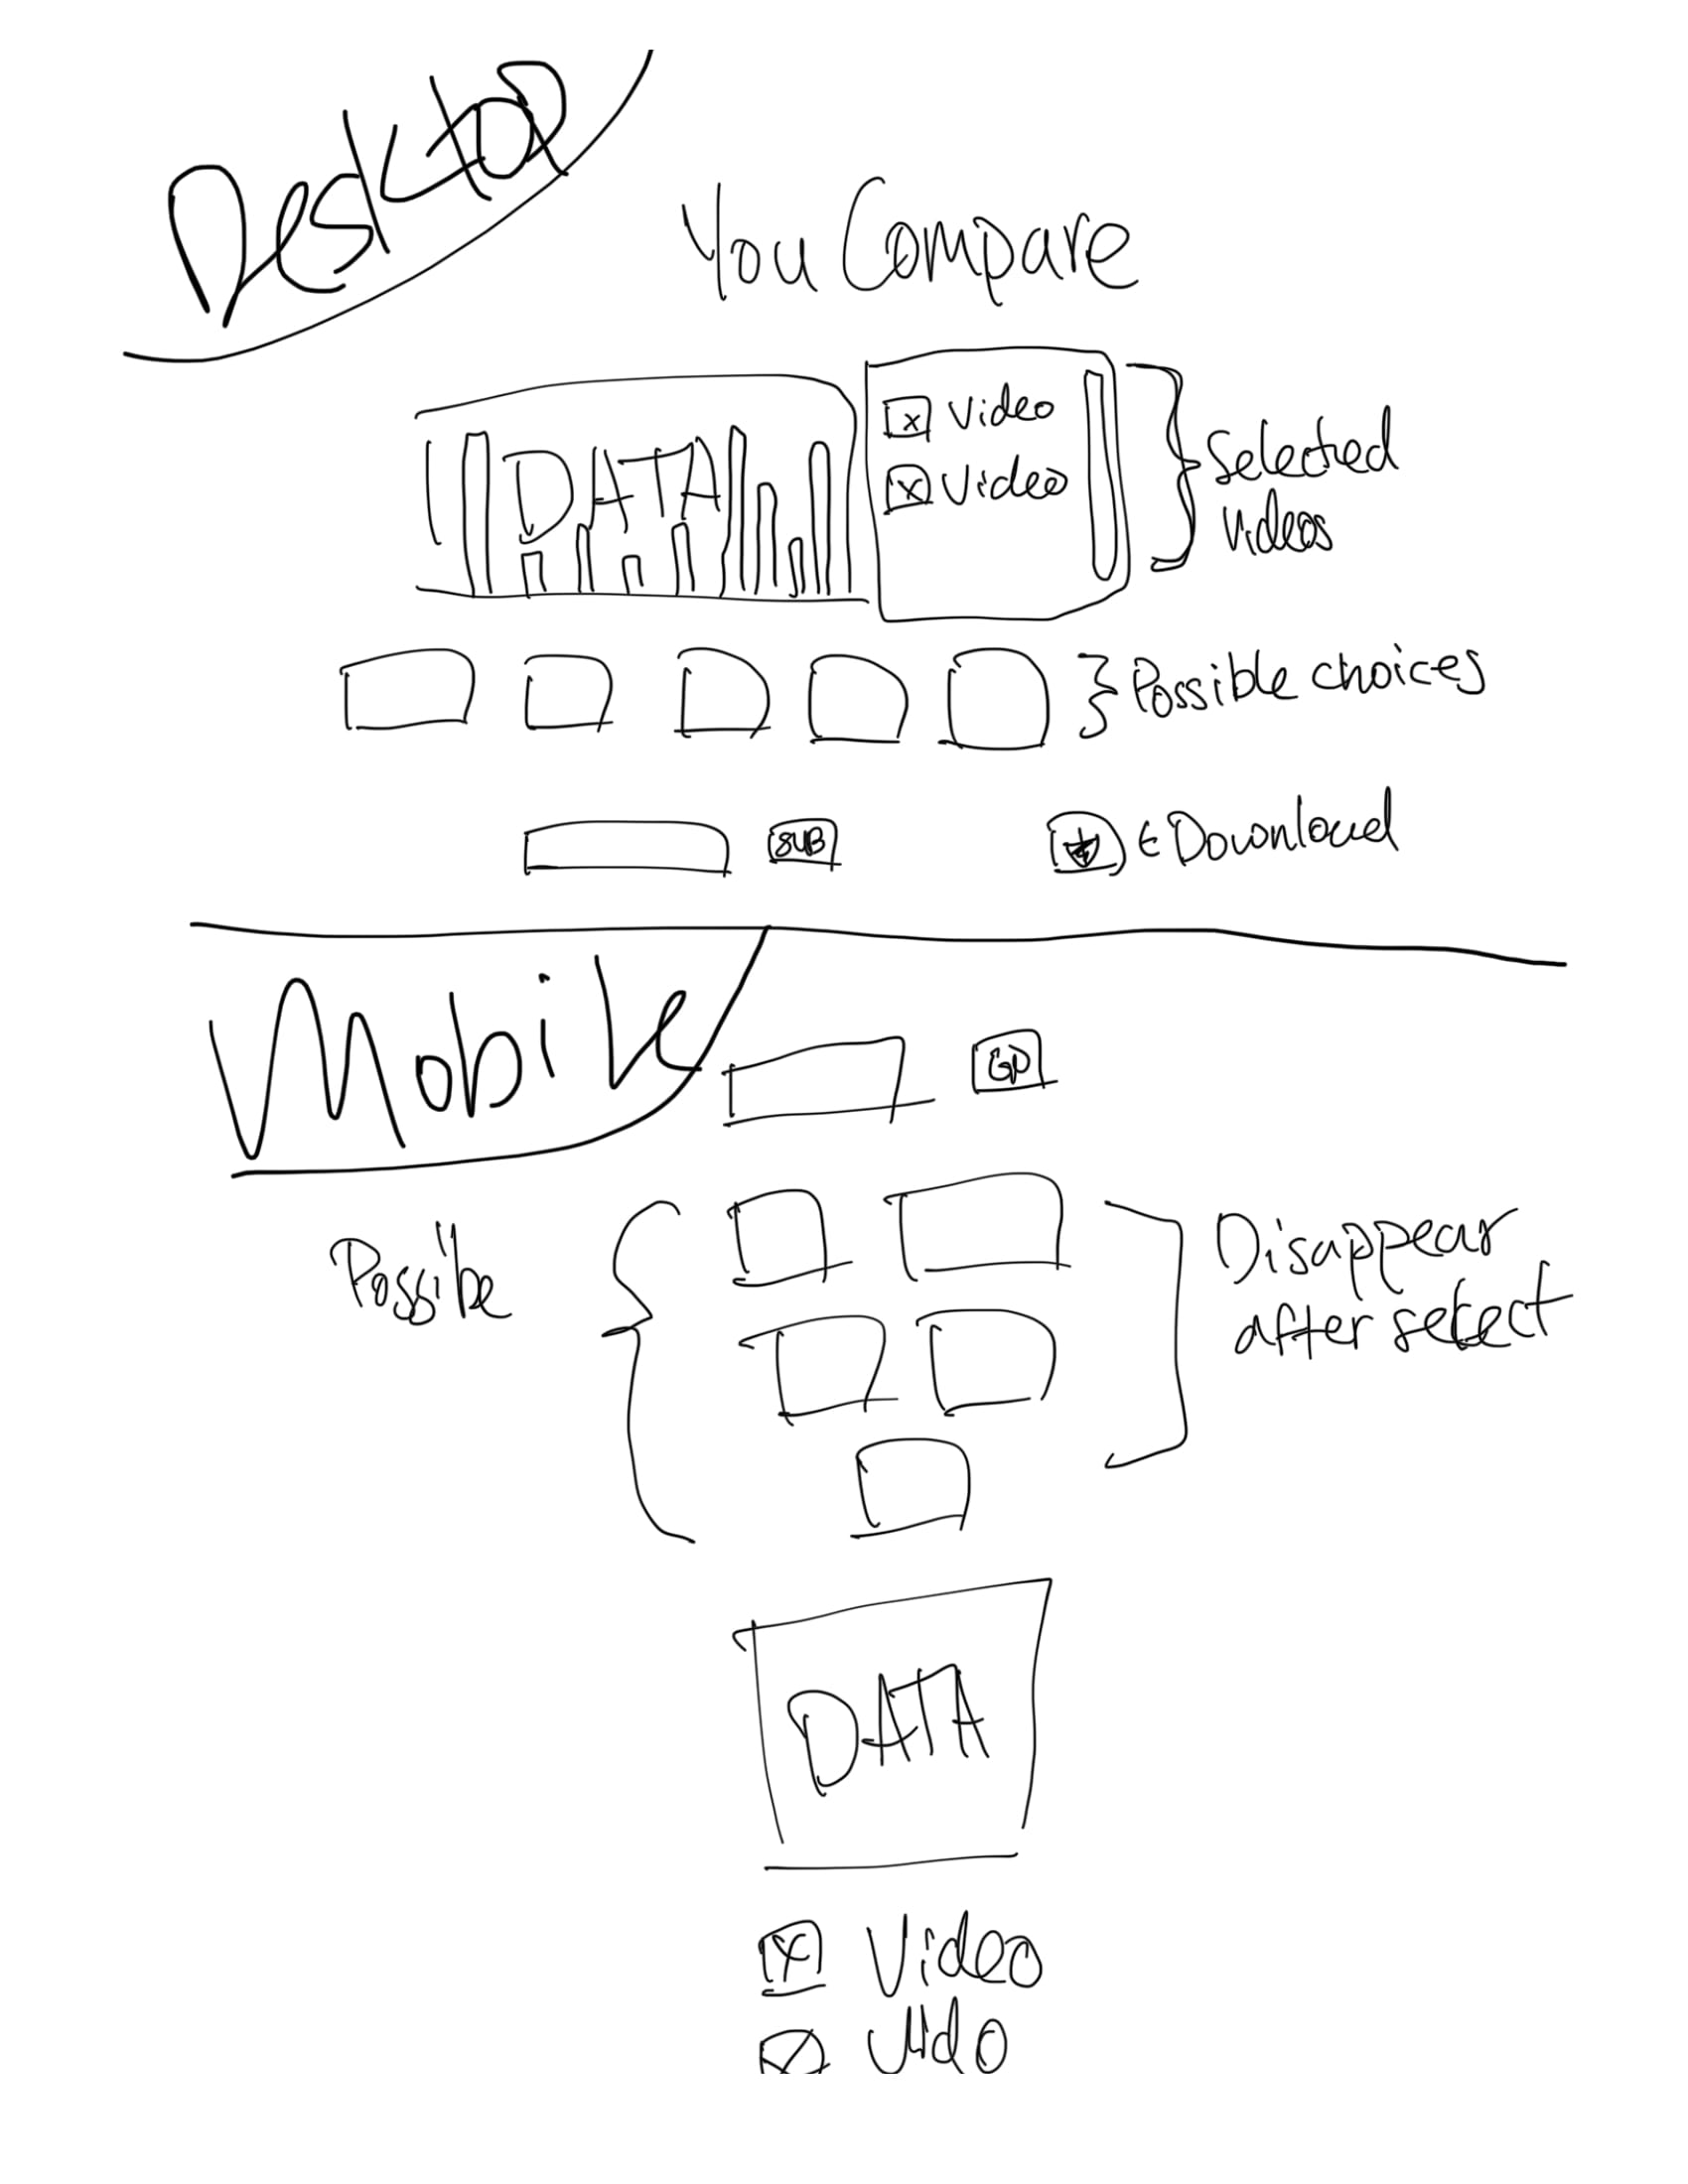 Desktop
You Compare
DATA
x Video
x Video
Selected
Videos
Possible choices
SUB
← Download
Mobile
GO
Possible
Disappear
after select
DATA
x Video
x Vido